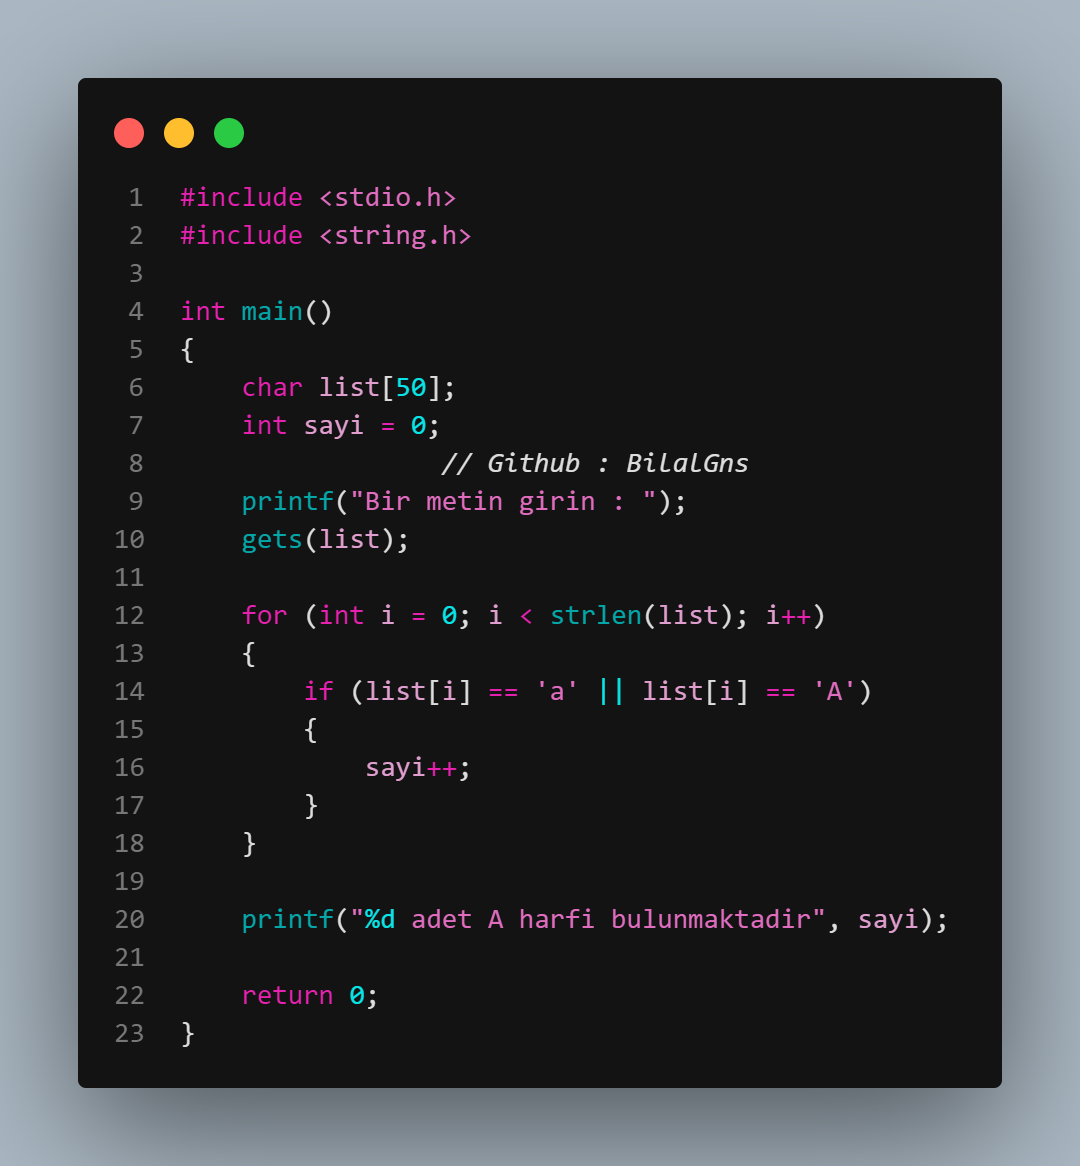 1 #include <stdio.h>
2 #include <string.h>
3
4 int main()
5 {
6     char list[50];
7     int sayi = 0;
8                  // Github : BilalGns
9     printf("Bir metin girin : ");
10     gets(list);
11
12     for (int i = 0; i < strlen(list); i++)
13     {
14         if (list[i] == 'a' || list[i] == 'A')
15         {
16             sayi++;
17         }
18     }
19
20     printf("%d adet A harfi bulunmaktadir", sayi);
21
22     return 0;
23 }